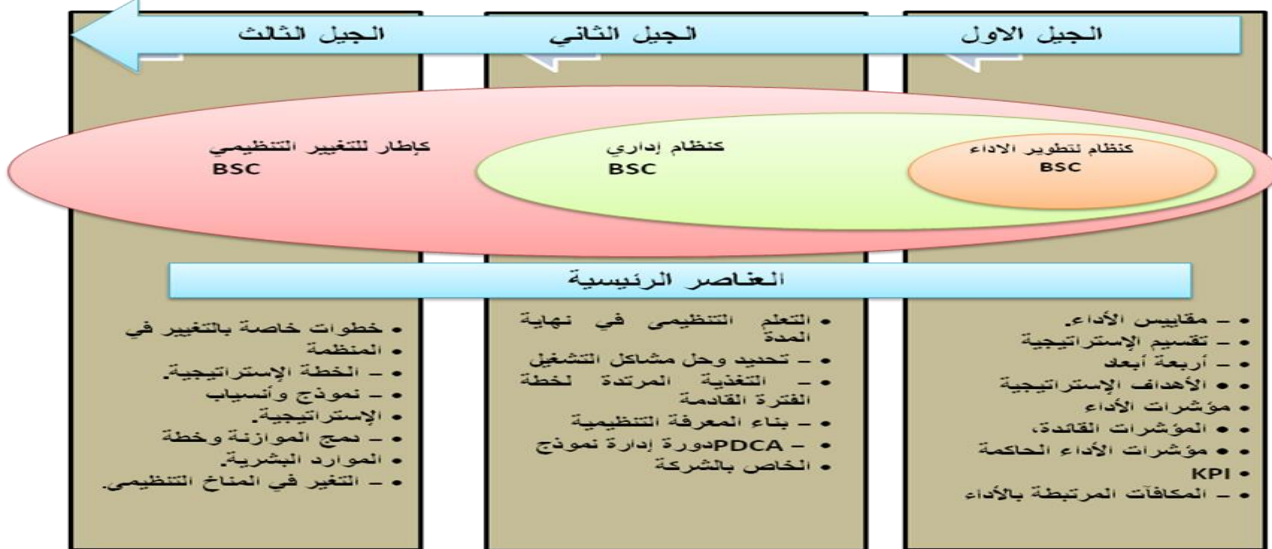 الجيل الاول
الجيل الثاني
الجيل الثالث
كنظام لتطوير الاداء
BSC
كنظام إداري
BSC
كإطار للتغيير التنظيمي
BSC
العناصر الرئيسية
• – مقاييس الأداء.
• – تقسيم الإستراتيجية
• – أربعة أبعد
• • الأهداف الإستراتيجية
• مؤشرات الأداء
• • المؤشرات القائدة،
• • مؤشرات الأداء الحاكمة
• KPI
• – المكافآت المرتبطة بالأداء
• التعلم التنظيمى في نهاية
المدة
• – تحديد وحل مشاكل التشغيل
• – التغذية المرتدة لخطة
الفترة القادمة
• – بناء المعرفة التنظيمية
• – PDCAدورة إدارة نموذج
• الخاص بالشركة
• خطوات خاصة بالتغيير في
• المنظمة
• – الخطة الإستراتيجية.
• – نموذج وأنسياب
• الإستراتيجية.
• – دمج الموازنة وخطة
• الموارد البشرية.
• – التغير في المناخ التنظيمى.